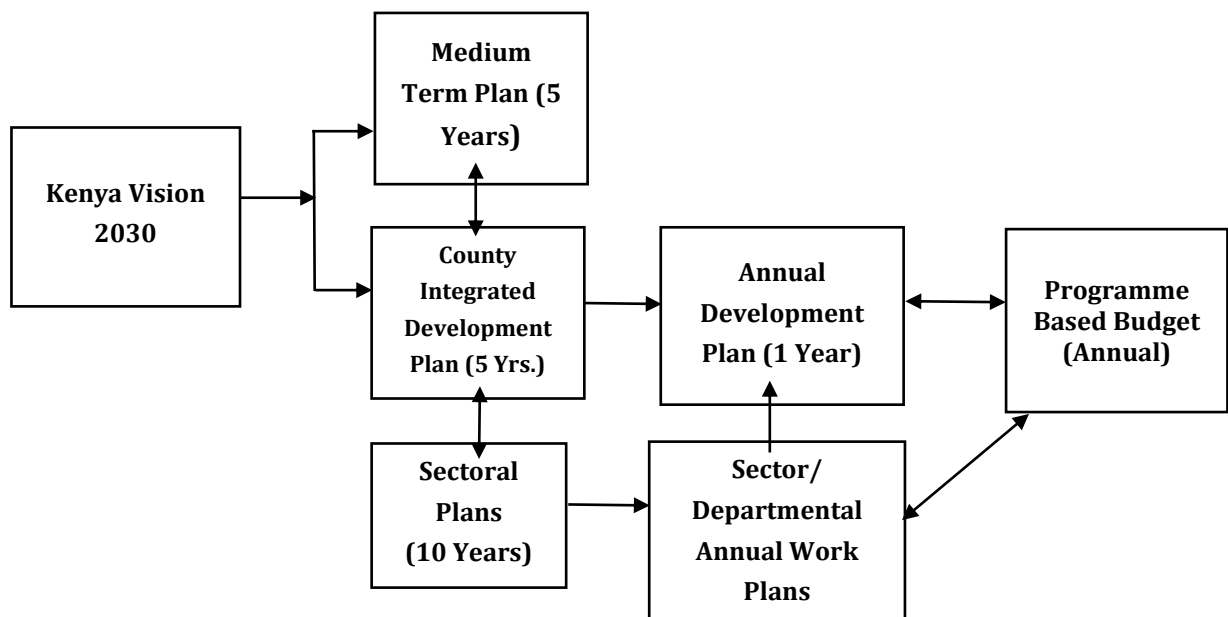 Medium
Term Plan (5
Years)
Kenya Vision
2030
County
Integrated
Development
Plan (5 Yrs.)
Annual
Development
Plan (1 Year)
Programme
Based Budget
(Annual)
Sectoral
Plans
(10 Years)
Sector/
Departmental
Annual Work
Plans